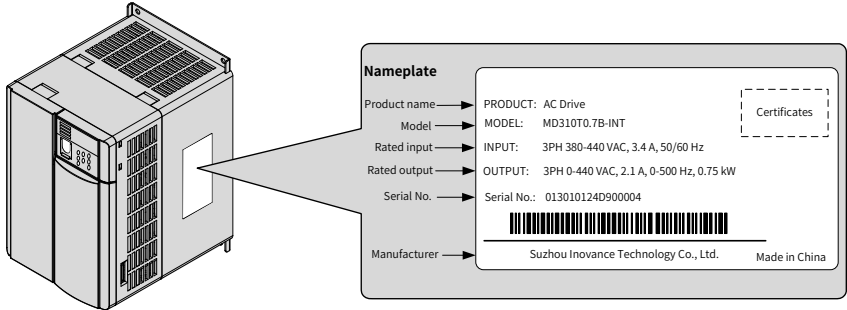 Nameplate
Product name PRODUCT: AC Drive
Certificates
Model MODEL: MD310T0.7B-INT
Rated input INPUT: 3PH 380-440 VAC, 3.4 A, 50/60 Hz
Rated output OUTPUT: 3PH 0-440 VAC, 2.1 A, 0-500 Hz, 0.75 kW
Serial No. Serial No.: 013010124D900004
Manufacturer Suzhou Inovance Technology Co., Ltd. Made in China